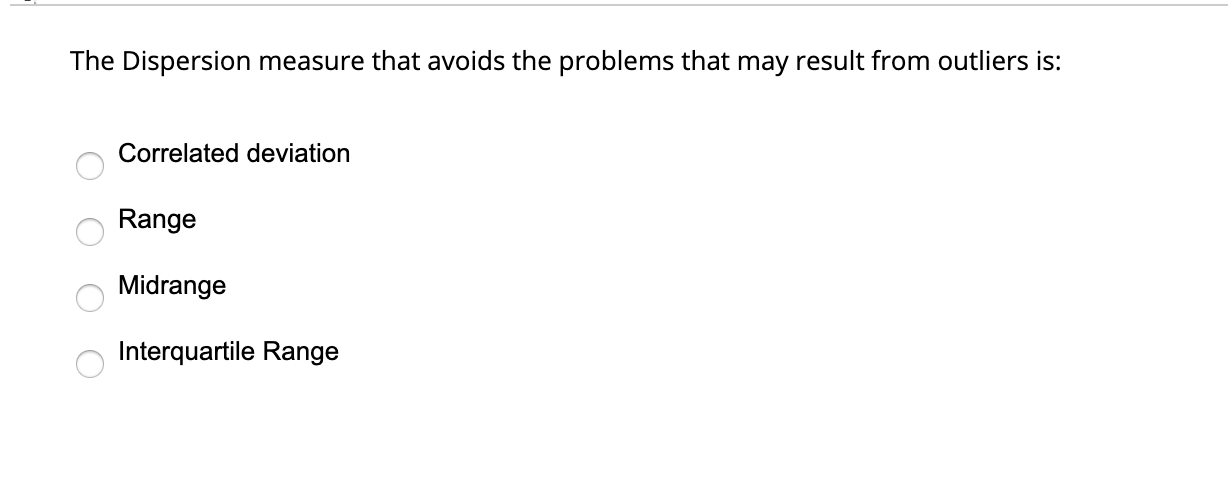 The Dispersion measure that avoids the problems that may result from outliers is:
Correlated deviation
Range
Midrange
Interquartile Range